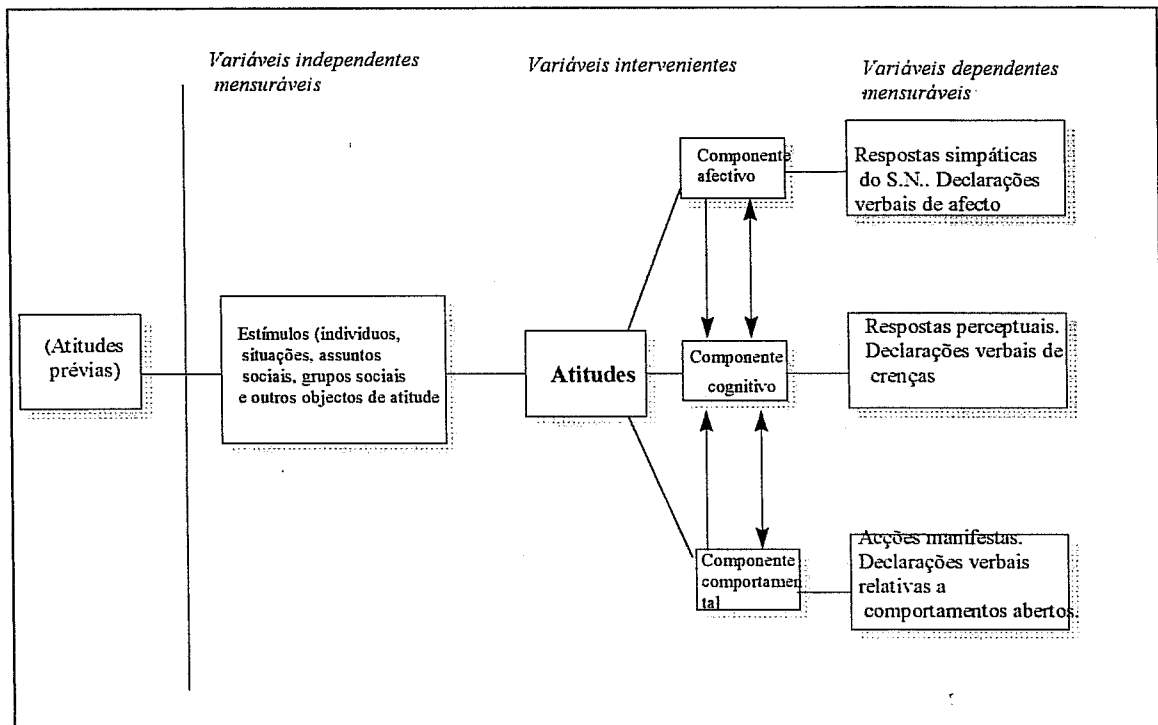 Variáveis independentes
mensuráveis
Variáveis intervenientes
Variáveis dependentes
mensuráveis
(Atitudes
prévias)
Estímulos (indivíduos,
situações, assuntos
sociais, grupos sociais
e outros objectos de atitude
Atitudes
Componente
afectivo
Componente
cognitivo
Componente
comportamen
tal
Respostas simpáticas
do S.N.. Declarações
verbais de afecto
Respostas perceptuais.
Declarações verbais de
crenças
Acções manifestas.
Declarações verbais
relativas a
comportamentos abertos.